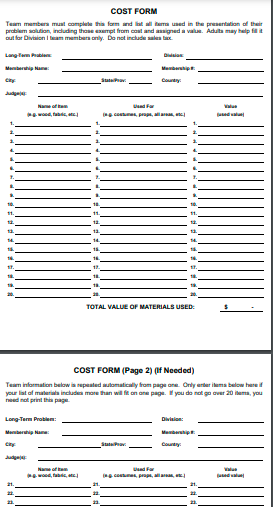 COST FORM
Team members must complete this form and list all items used in the presentation of their
problem solution, including those exempt from cost and assigned a value. Adults may help fill it
out for Division I team members only. Do not include sales tax.
Long-Term Problem: Division:
Membership Name: Membership #:
City: State/Prov: Country:
Judge(s):
Name of Item Used For Value
(e.g. wood, fabric, etc.) (e.g. costumes, props, all areas, etc.) (used value)
1. 1. 1.
2. 2. 2.
3. 3. 3.
4. 4. 4.
5. 5. 5.
6. 6. 6.
7. 7. 7.
8. 8. 8.
9. 9. 9.
10. 10. 10.
11. 11. 11.
12. 12. 12.
13. 13. 13.
14. 14. 14.
15. 15. 15.
16. 16. 16.
17. 17. 17.
18. 18. 18.
19. 19. 19.
20. 20. 20.
TOTAL VALUE OF MATERIALS USED: $ -
COST FORM (Page 2) (If Needed)
Team information below is repeated automatically from page one. Only enter items below here if
your list of materials includes more than will fit on one page. If you do not go over 20 items, you
need not print this page.
Long-Term Problem: Division:
Membership Name: Membership #:
City: State/Prov: Country:
Judge(s):
Name of Item Used For Value
(e.g. wood, fabric, etc.) (e.g. costumes, props, all areas, etc.) (used value)
21. 21. 21.
22. 22. 22.
23. 23. 23.